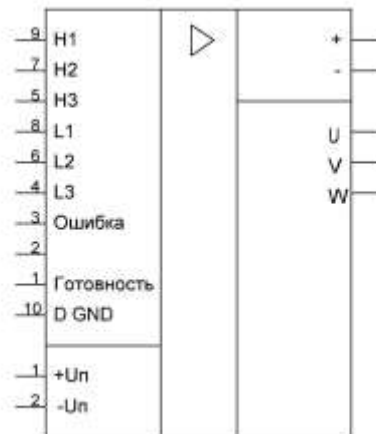 9 H1 +
7 H2 -
5 H3
8 L1 U
6 L2 V
4 L3 W
3 Ошибка
2
1 Готовность
10 D GND
1 +Uп
2 -Uп